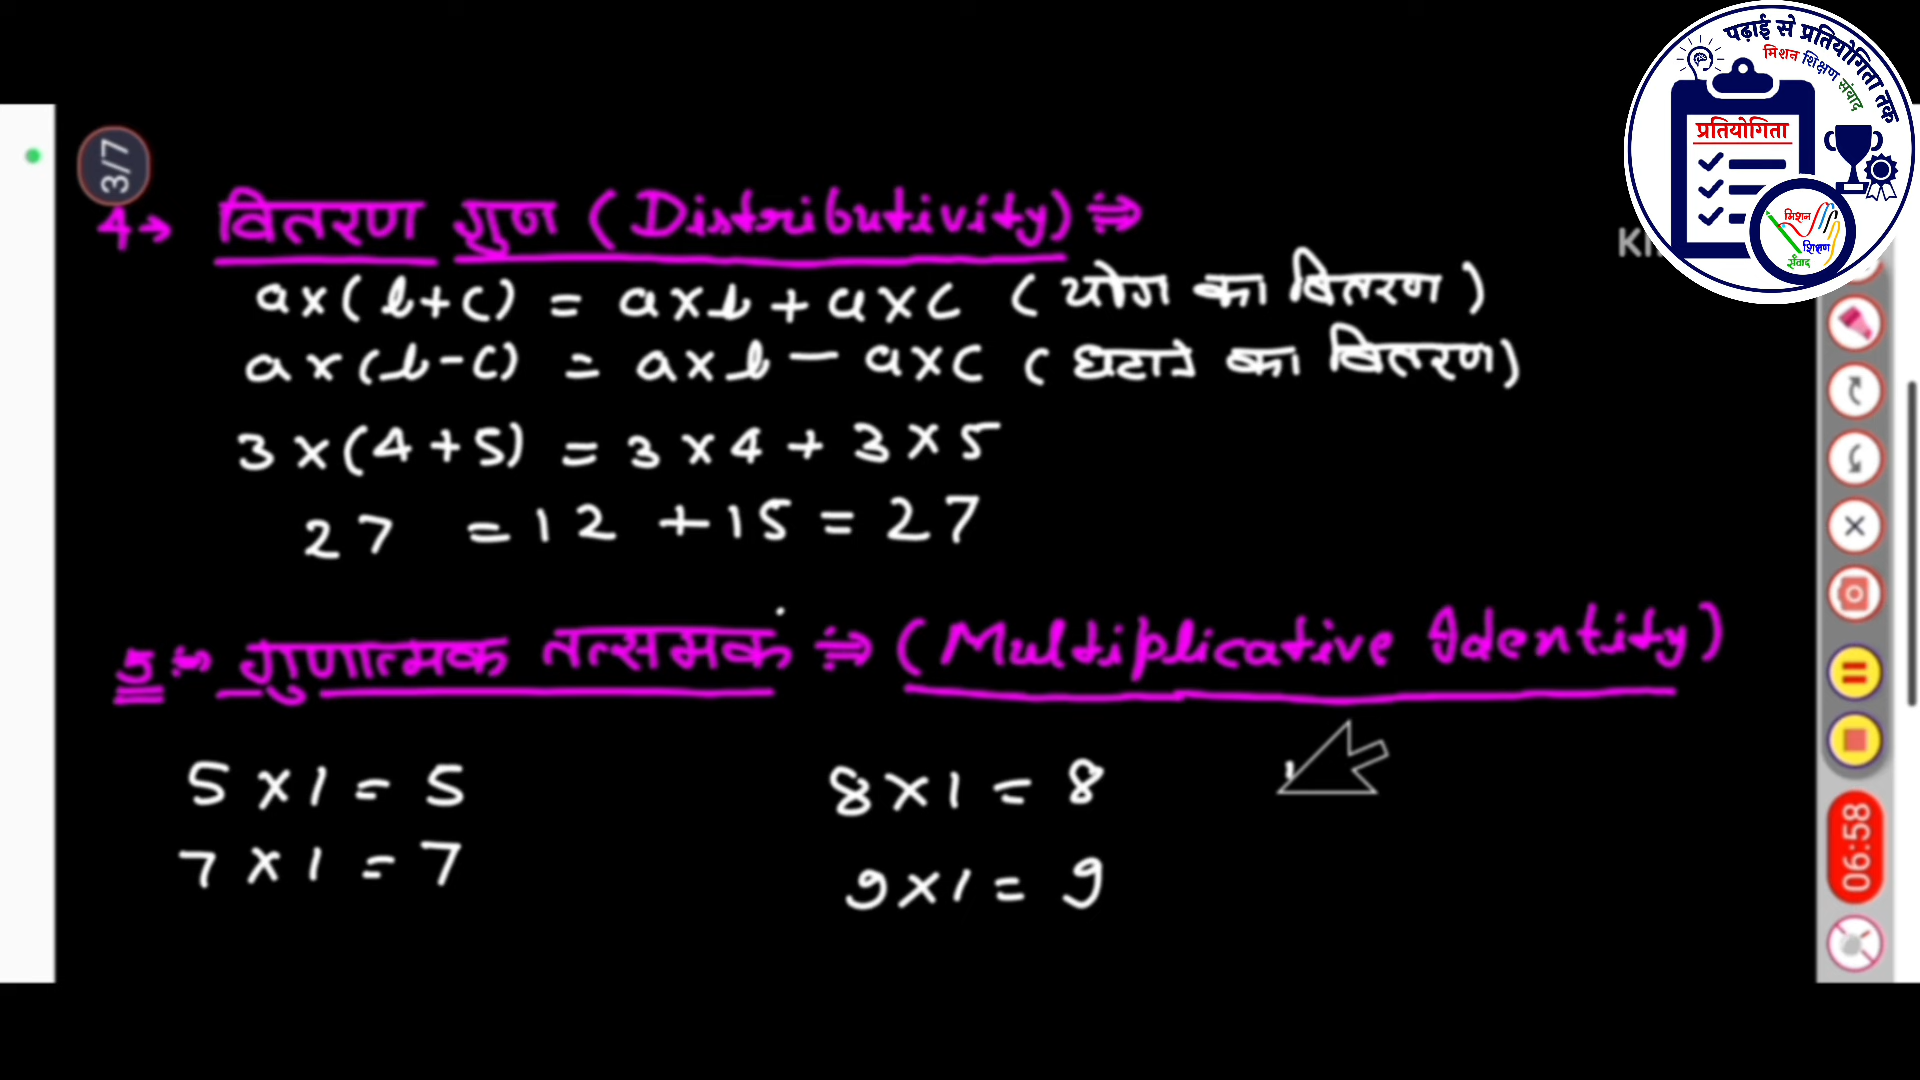 पढ़ाई से प्रतियोगिता तक
मिशन शिक्षण संवाद
प्रतियोगिता
मिशन
शिक्षण
संवाद
3/7
4→ वितरण गुण (Distributivity) ⇒
a×(b+c) = a×b + a×c (योग का वितरण)
a×(b-c) = a×b - a×c (घटाने का वितरण)
3×(4+5) = 3×4 + 3×5
27 = 12 + 15 = 27
5⇒ गुणात्मक तत्समक ⇒ (Multiplicative Identity)
5×1 = 5 8×1 = 8
7×1 = 7 9×1 = 9
06:58